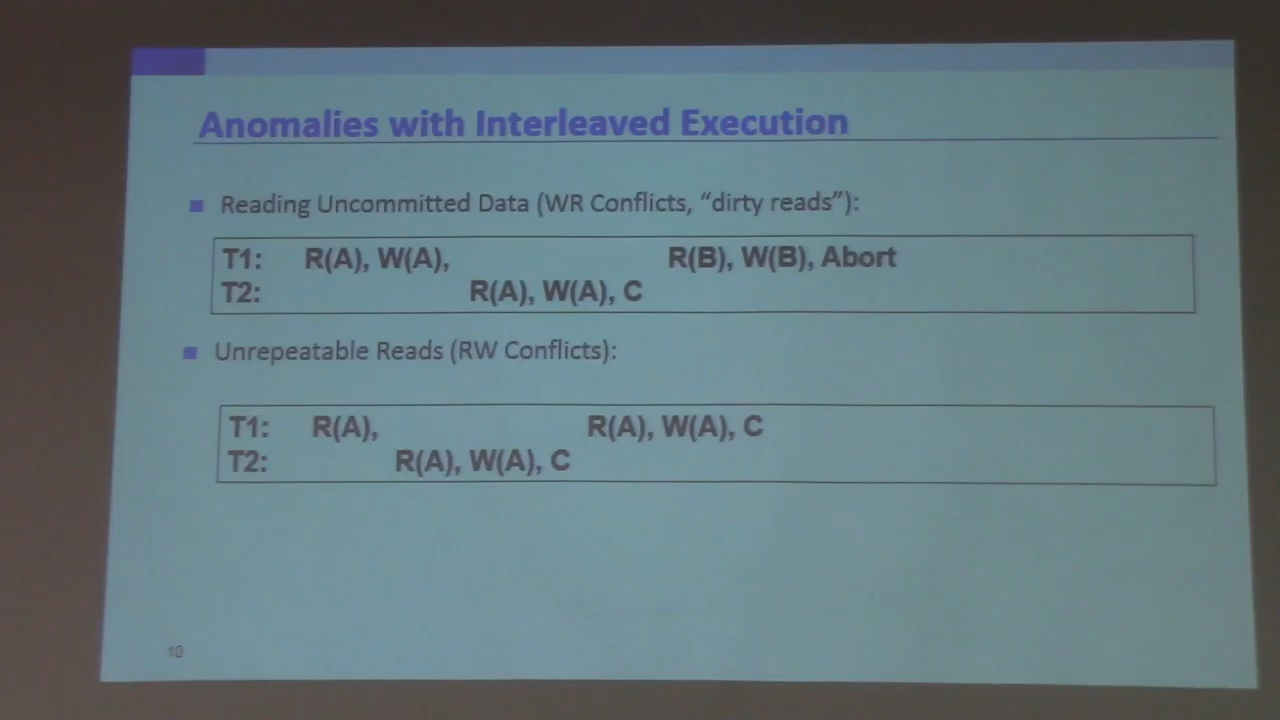 Anomalies with Interleaved Execution
Reading Uncommitted Data (WR Conflicts, “dirty reads”):
T1: R(A), W(A), R(B), W(B), Abort
T2: R(A), W(A), C
Unrepeatable Reads (RW Conflicts):
T1: R(A), R(A), W(A), C
T2: R(A), W(A), C
10